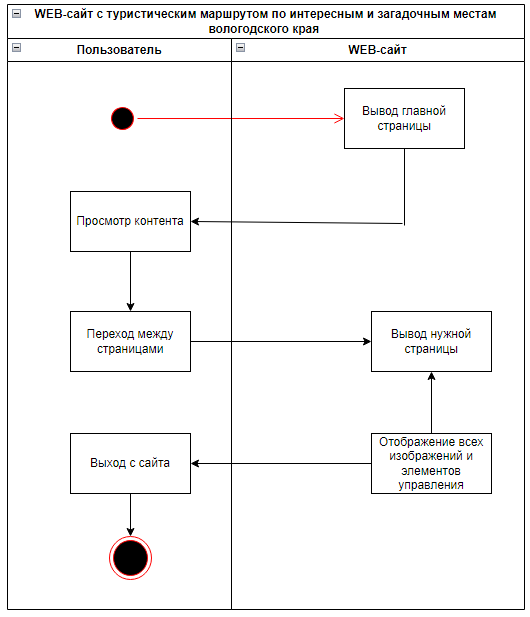 WEB-сайт с туристическим маршрутом по интересным и загадочным местам
вологодского края
Пользователь
WEB-сайт
Вывод главной
страницы
Просмотр контента
Переход между
страницами
Вывод нужной
страницы
Выход с сайта
Отображение всех
изображений и
элементов
управления